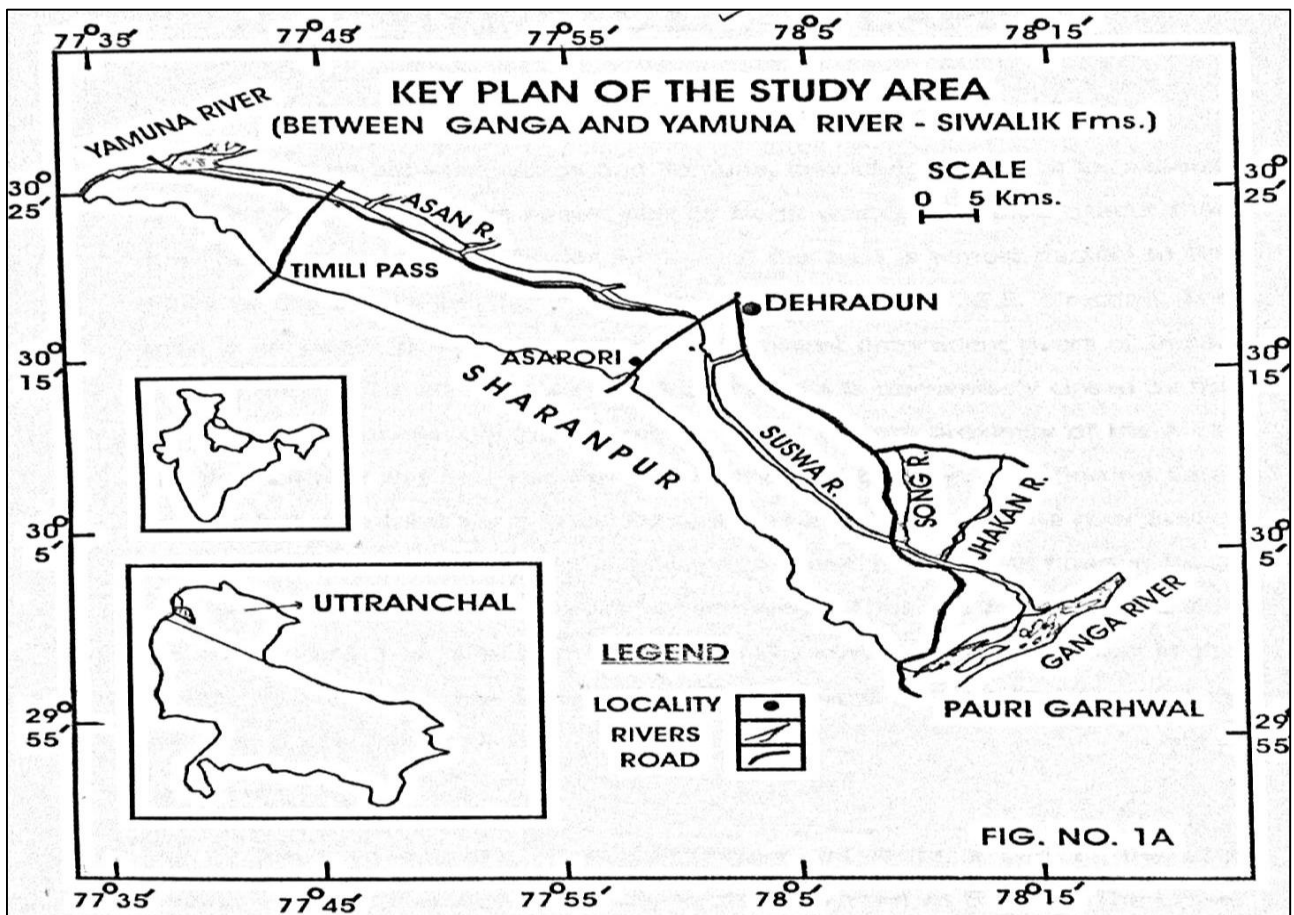 77°35′ 77°45′ 77°55′ 78°5′ 78°15′
KEY PLAN OF THE STUDY AREA
(BETWEEN GANGA AND YAMUNA RIVER - SIWALIK Fms.)
YAMUNA RIVER
SCALE
0 5 Kms.
30°25′
30°25′
ASAN R.
TIMILI PASS
DEHRADUN
ASARORI
30°15′
30°15′
SHARANPUR
SUSWA R.
SONG R.
JHAKAN R.
30°5′
30°5′
GANGA RIVER
UTTRANCHAL
LEGEND
LOCALITY
RIVERS
ROAD
PAURI GARHWAL
29°55′
29°55′
FIG. NO. 1A
77°35′ 77°45′ 77°55′ 78°5′ 78°15′